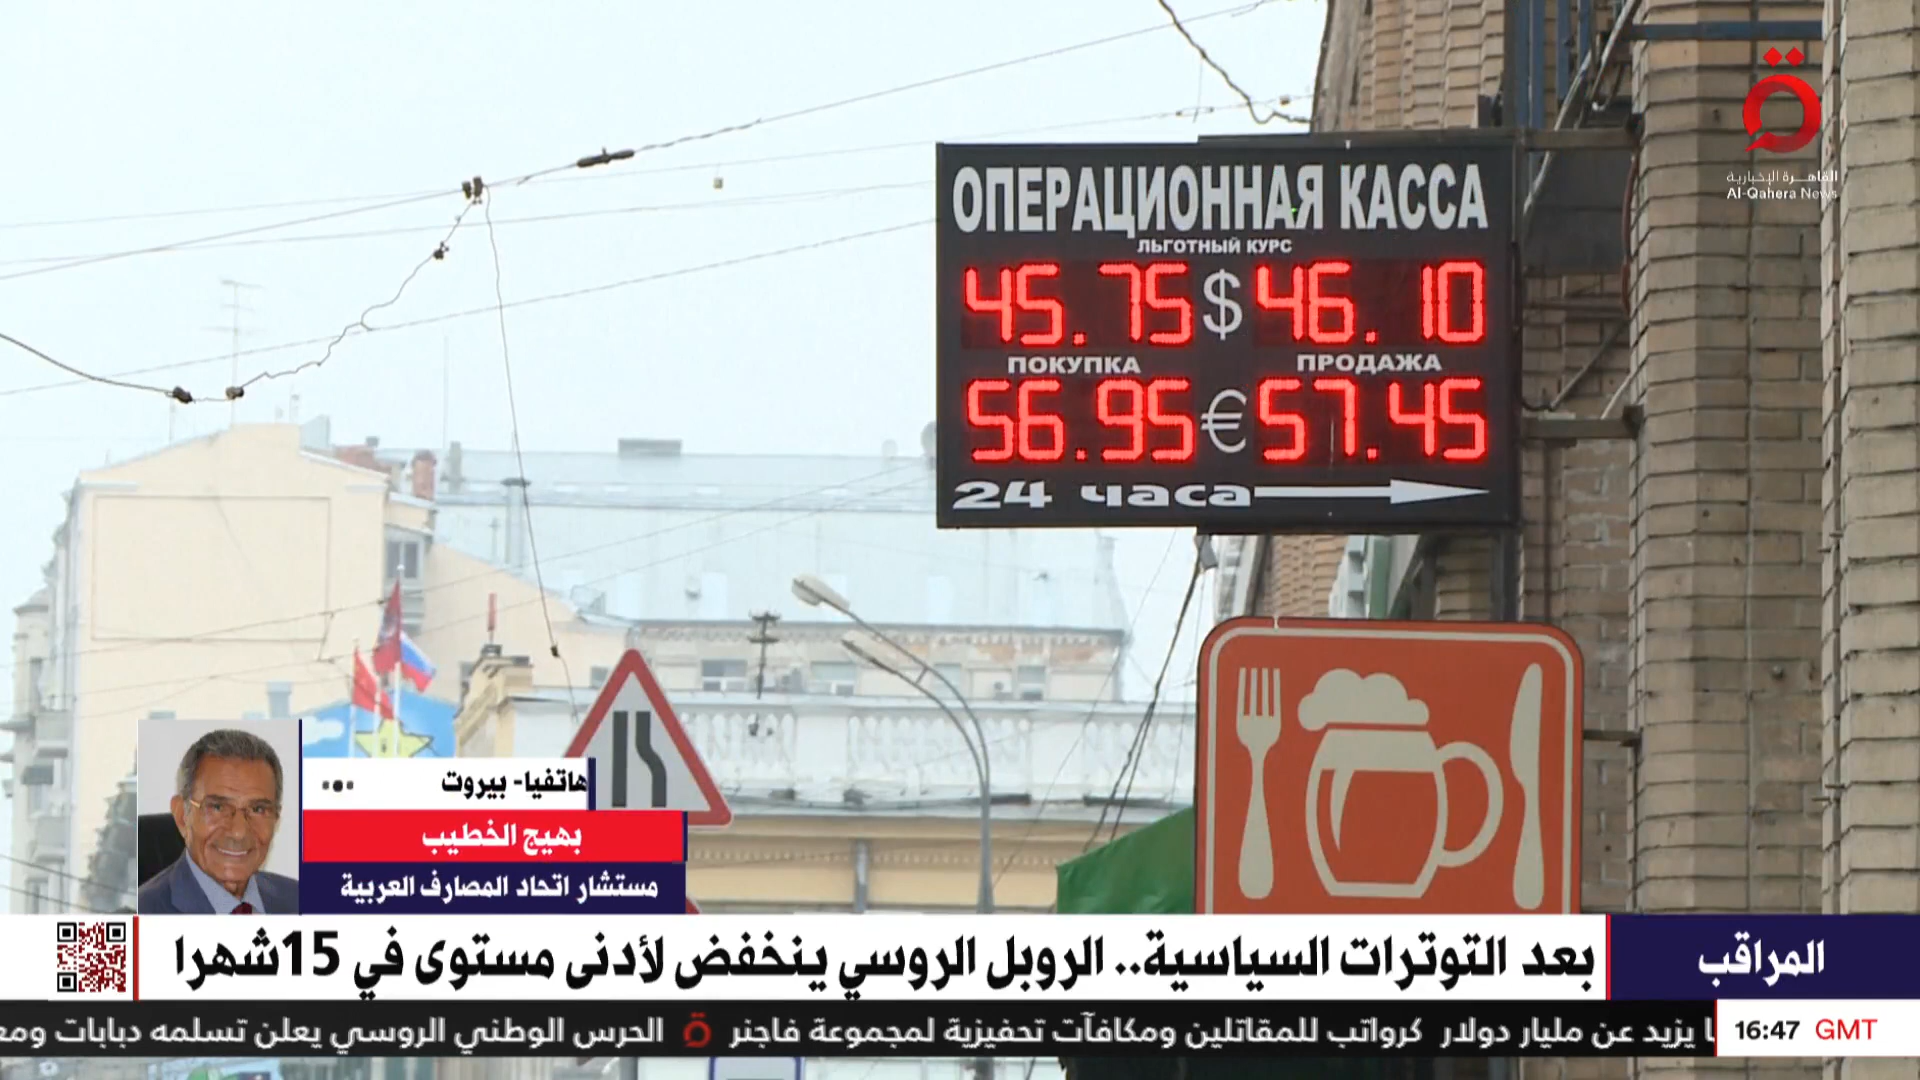 القاهرة الإخبارية
Al-Qahera News
ОПЕРАЦИОННАЯ КАССА
ЛЬГОТНЫЙ КУРС
45.75 $ 46.10
ПОКУПКА ПРОДАЖА
56.95 € 57.45
24 часа
هاتفيا- بيروت
بهيج الخطيب
مستشار اتحاد المصارف العربية
المراقب
بعد التوترات السياسية.. الروبل الروسي ينخفض لأدنى مستوى في 15شهرا
يزيد عن مليار دولار كرواتب للمقاتلين ومكافآت تحفيزية لمجموعة فاجنر
الحرس الوطني الروسي يعلن تسلمه دبابات
16:47 GMT